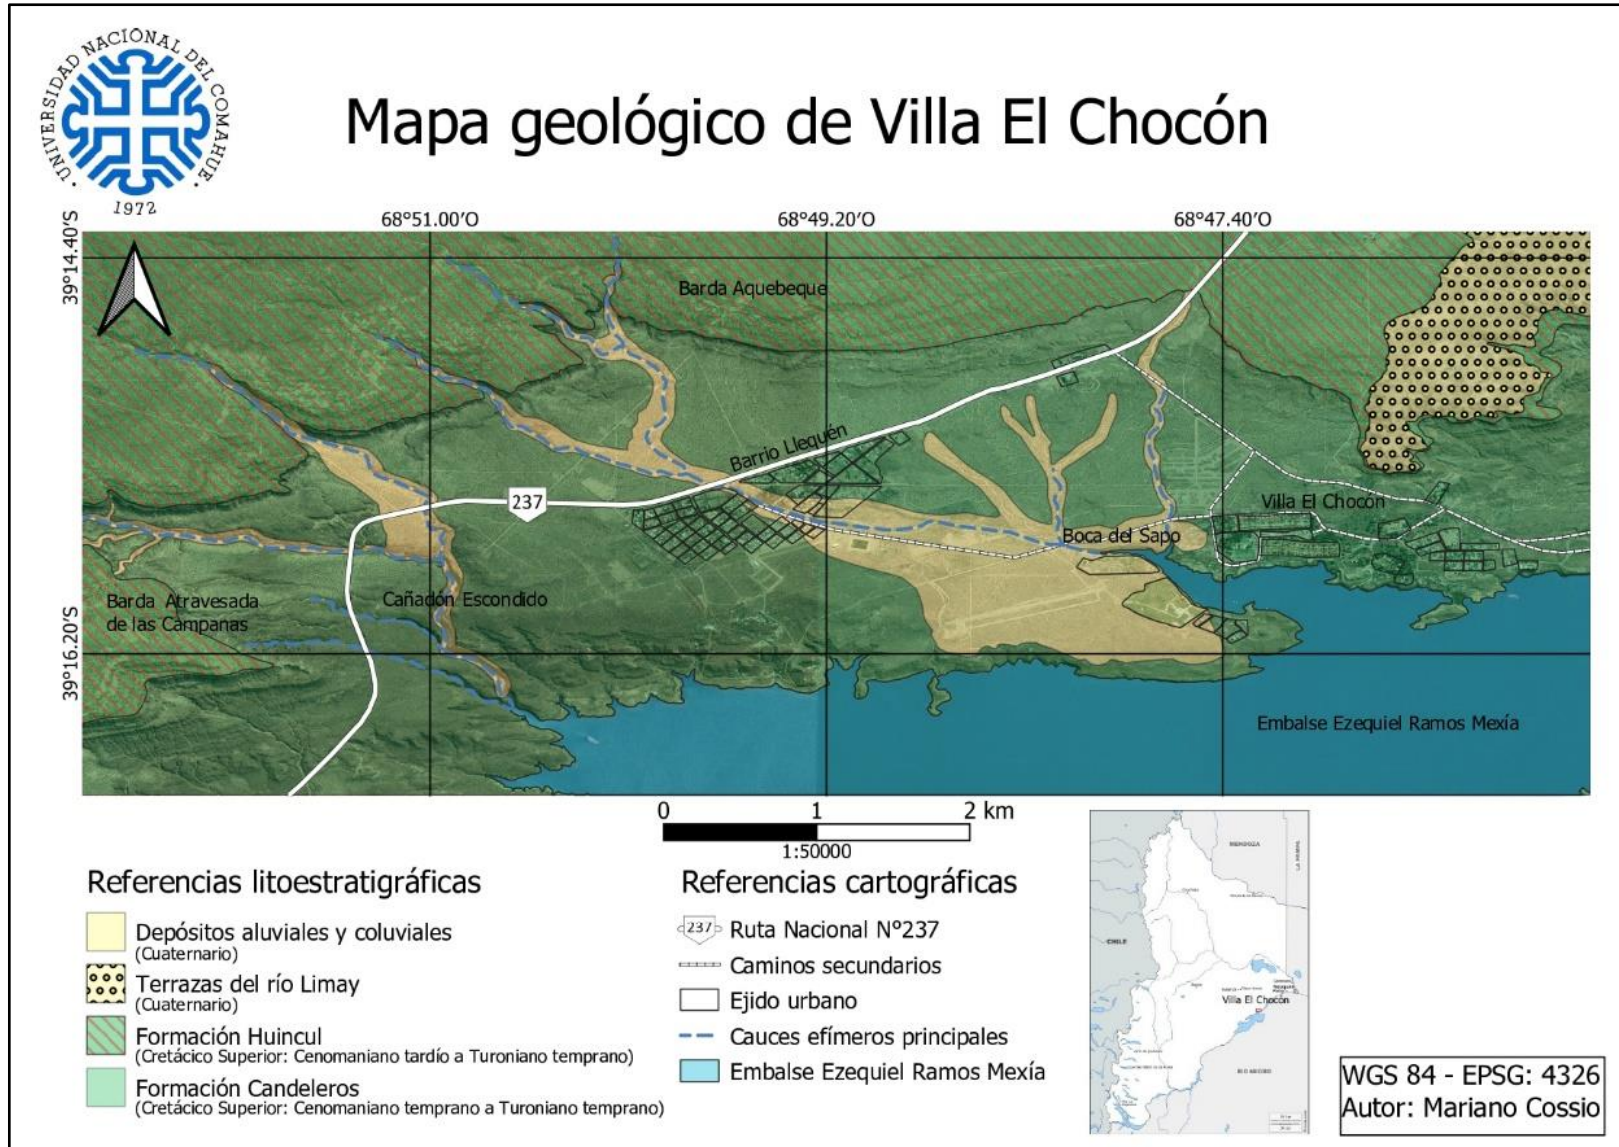 · UNIVERSIDAD NACIONAL DEL COMAHUE ·
1972
Mapa geológico de Villa El Chocón
68°51.00'O
68°49.20'O
68°47.40'O
39°14.40'S
39°16.20'S
Barda Aquebeque
Barrio Llequén
237
Villa El Chocón
Boca del Sapo
Barda Atravesada
de las Campanas
Cañadón Escondido
Embalse Ezequiel Ramos Mexía
0 1 2 km
1:50000
Referencias litoestratigráficas
Depósitos aluviales y coluviales
(Cuaternario)
Terrazas del río Limay
(Cuaternario)
Formación Huincul
(Cretácico Superior: Cenomaniano tardío a Turoniano temprano)
Formación Candeleros
(Cretácico Superior: Cenomaniano temprano a Turoniano temprano)
Referencias cartográficas
237 Ruta Nacional N°237
Caminos secundarios
Ejido urbano
Cauces efímeros principales
Embalse Ezequiel Ramos Mexía
MENDOZA
LA PAMPA
CHILE
Villa El Chocón
RIO NEGRO
WGS 84 - EPSG: 4326
Autor: Mariano Cossio